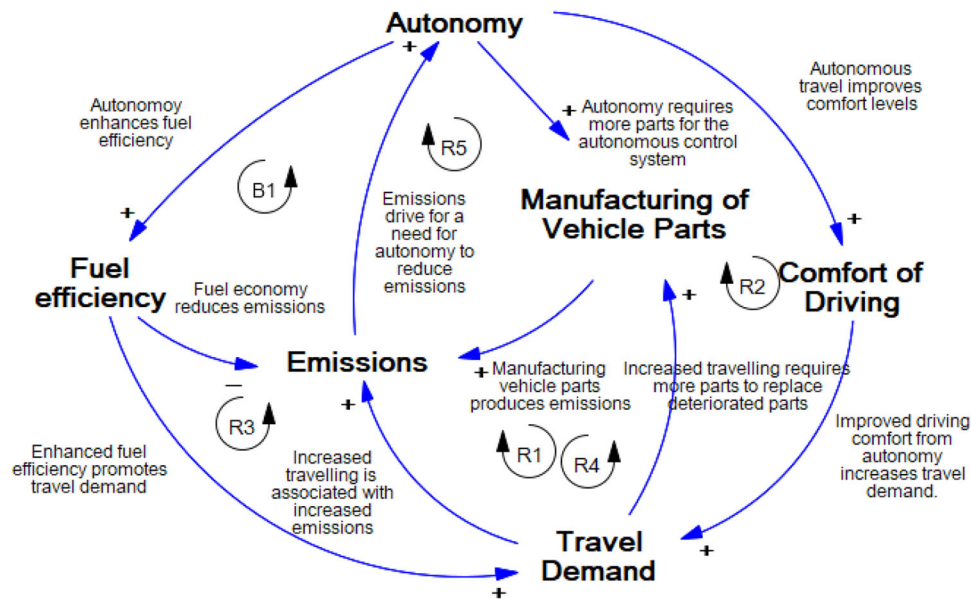 Autonomy
+
Autonomoy
enhances fuel
efficiency
B1
R5
+
Autonomy requires
more parts for the
autonomous control
system
Autonomous
travel improves
comfort levels
+
Fuel
efficiency
Fuel economy
reduces emissions
Emissions
drive for a
need for
autonomy to
reduce
emissions
Manufacturing of
Vehicle Parts
+
R2
+
Comfort of
Driving
Emissions
–
R3
+
+
Manufacturing
vehicle parts
produces emissions
Increased travelling requires
more parts to replace
deteriorated parts
Enhanced fuel
efficiency promotes
travel demand
Increased travelling is
associated with
increased
emissions
R1
R4
Improved driving
comfort from
autonomy
increases travel
demand.
Travel
Demand
+
+